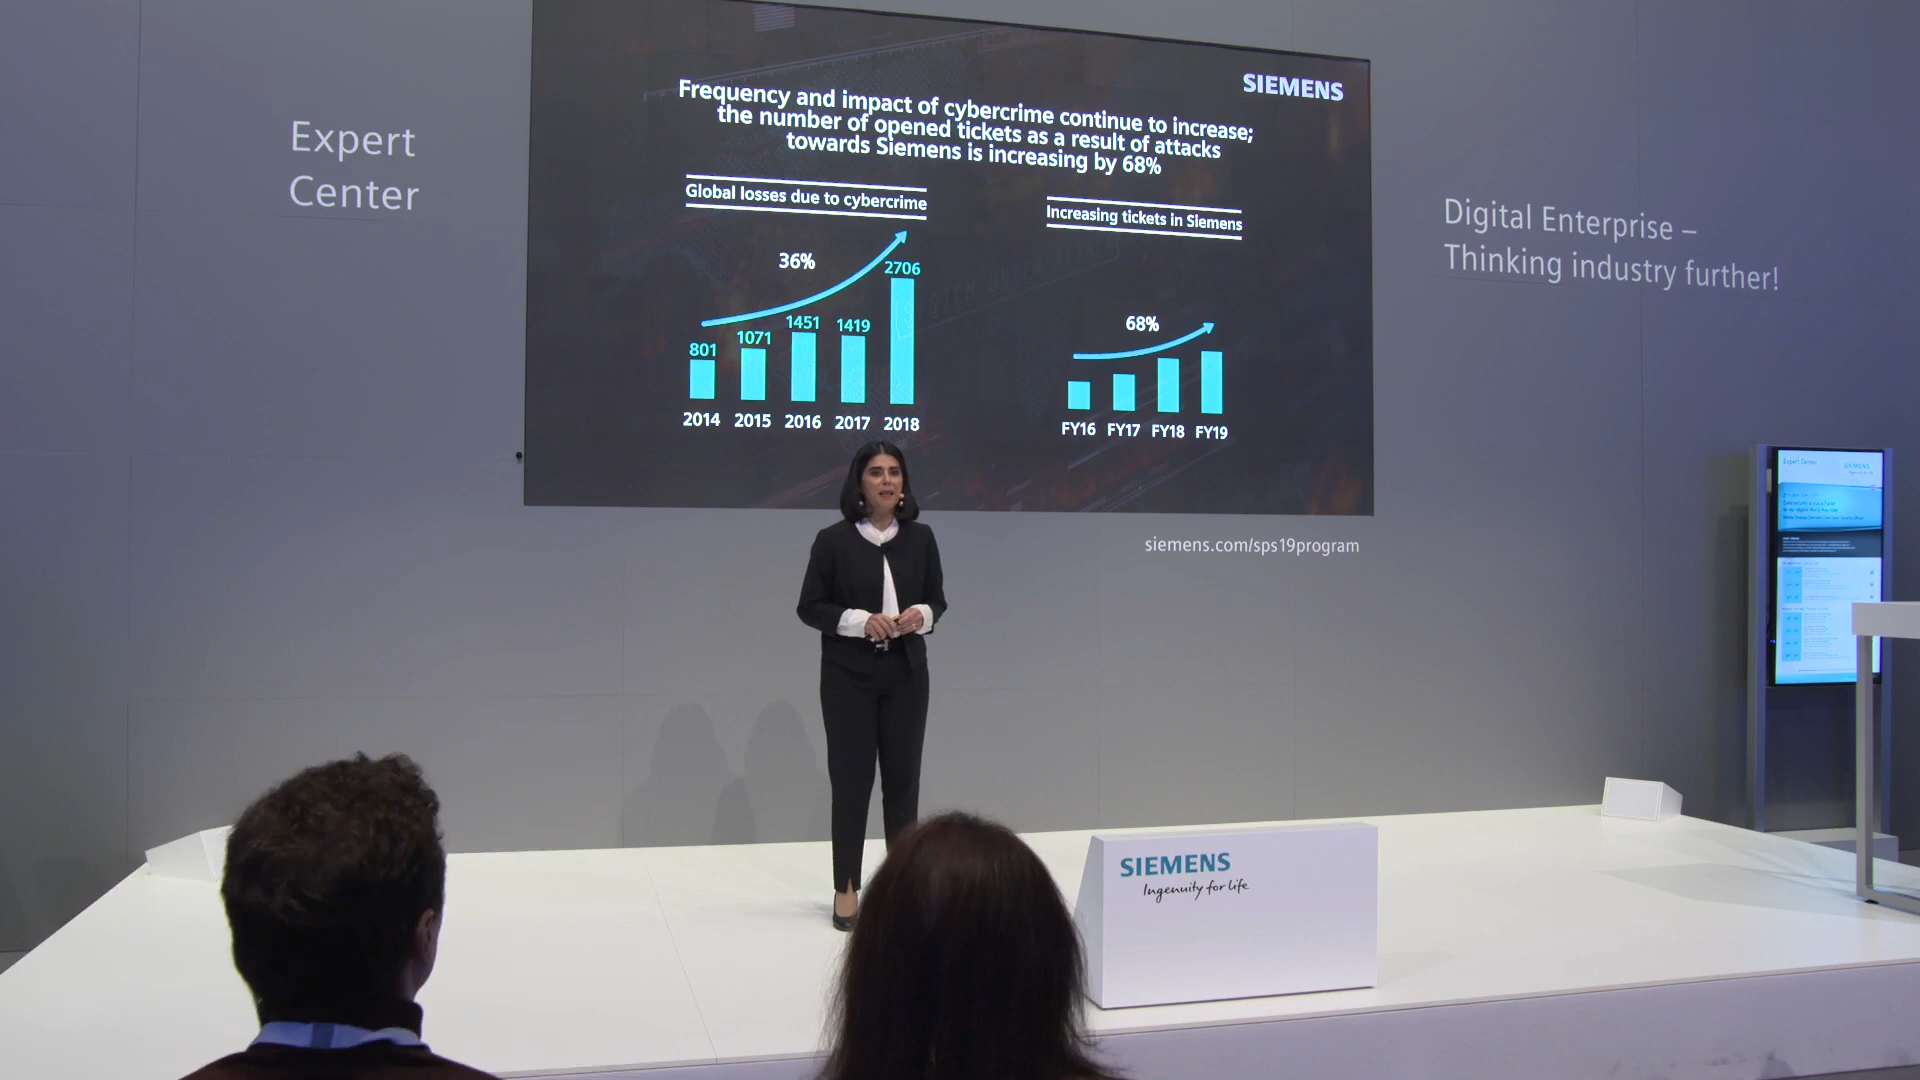 Expert
Center
SIEMENS
Frequency and impact of cybercrime continue to increase;
the number of opened tickets as a result of attacks
towards Siemens is increasing by 68%
Global losses due to cybercrime
36%
801
1071
1451
1419
2706
2014 2015 2016 2017 2018
Increasing tickets in Siemens
68%
FY16 FY17 FY18 FY19
Digital Enterprise –
Thinking industry further!
siemens.com/sps19program
Expert Center
SIEMENS
SIEMENS
Ingenuity for life